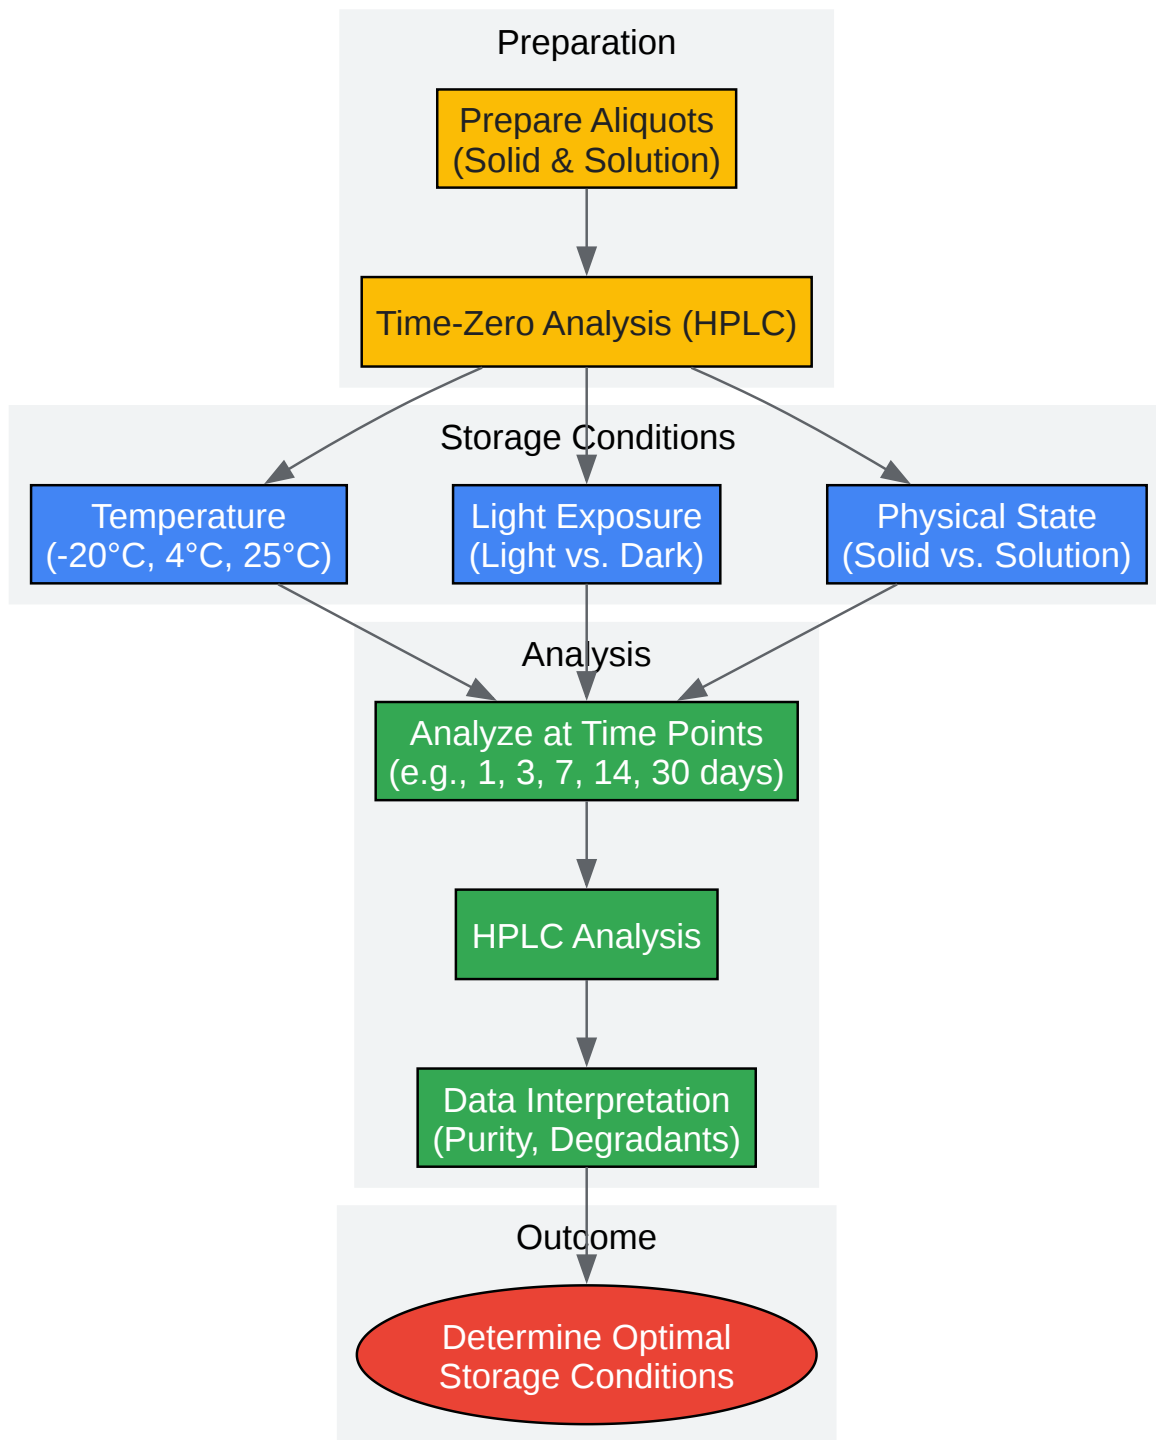 Preparation
Prepare Aliquots
(Solid & Solution)
Time-Zero Analysis (HPLC)
Storage Conditions
Temperature
(-20°C, 4°C, 25°C)
Light Exposure
(Light vs. Dark)
Physical State
(Solid vs. Solution)
Analysis
Analyze at Time Points
(e.g., 1, 3, 7, 14, 30 days)
HPLC Analysis
Data Interpretation
(Purity, Degradants)
Outcome
Determine Optimal
Storage Conditions